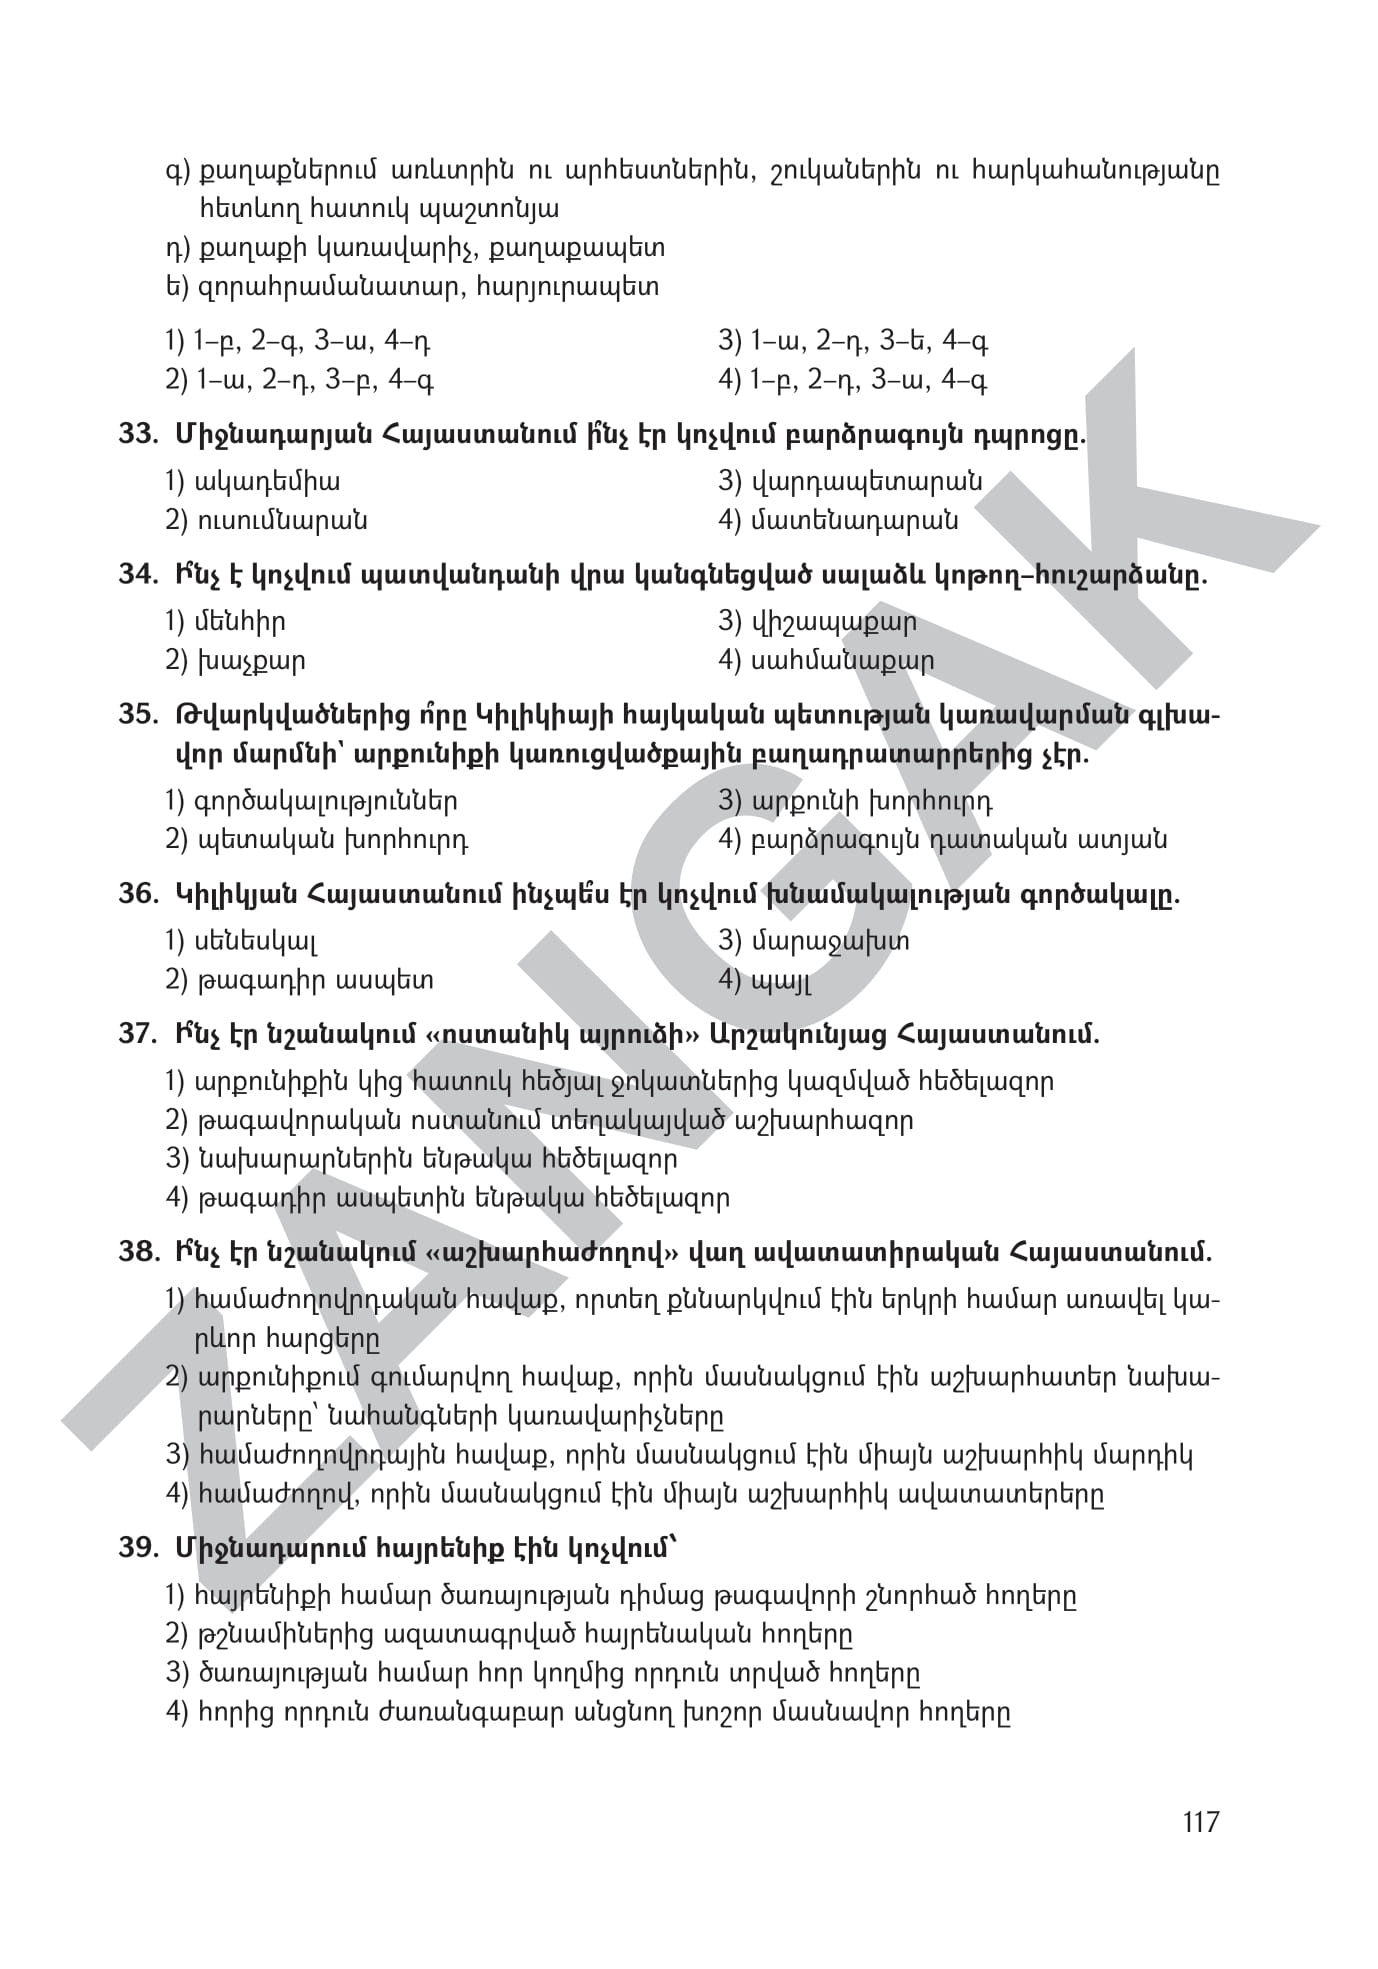 գ) քաղաքներում առևտրին ու արհեստներին, շուկաներին ու հարկահանությանը
հետևող հատուկ պաշտոնյա
դ) քաղաքի կառավարիչ, քաղաքապետ
ե) զորահրամանատար, հարյուրապետ
1) 1–բ, 2–գ, 3–ա, 4–դ
3) 1–ա, 2–դ, 3–ե, 4–գ
2) 1–ա, 2–դ, 3–բ, 4–գ
4) 1–բ, 2–դ, 3–ա, 4–գ
33. Միջնադարյան Հայաստանում ի՞նչ էր կոչվում բարձրագույն դպրոցը.
1) ակադեմիա
3) վարդապետարան
2) ուսումնարան
4) մատենադարան
34. Ի՞նչ է կոչվում պատվանդանի վրա կանգնեցված սալաձև կոթող–հուշարձանը.
1) մենհիր
3) վիշապաքար
2) խաչքար
4) սահմանաքար
35. Թվարկվածներից ո՞րը Կիլիկիայի հայկական պետության կառավարման գլխա-
վոր մարմնի՝ արքունիքի կառուցվածքային բաղադրատարրերից չէր.
1) գործակալություններ
3) արքունի խորհուրդ
2) պետական խորհուրդ
4) բարձրագույն դատական ատյան
36. Կիլիկյան Հայաստանում ինչպե՞ս էր կոչվում խնամակալության գործակալը.
1) սենեսկալ
3) մարաջախտ
2) թագադիր ասպետ
4) պայլ
37. Ի՞նչ էր նշանակում «ոստանիկ այրուձի» Արշակունյաց Հայաստանում.
1) արքունիքին կից հատուկ հեծյալ ջոկատներից կազմված հեծելազոր
2) թագավորական ոստանում տեղակայված աշխարհազոր
3) նախարարներին ենթակա հեծելազոր
4) թագադիր ասպետին ենթակա հեծելազոր
38. Ի՞նչ էր նշանակում «աշխարհաժողով» վաղ ավատատիրական Հայաստանում.
1) համաժողովրդական հավաք, որտեղ քննարկվում էին երկրի համար առավել կա-
րևոր հարցերը
2) արքունիքում գումարվող հավաք, որին մասնակցում էին աշխարհատեր նախա-
րարները՝ նահանգների կառավարիչները
3) համաժողովրդային հավաք, որին մասնակցում էին միայն աշխարհիկ մարդիկ
4) համաժողով, որին մասնակցում էին միայն աշխարհիկ ավատատերերը
39. Միջնադարում հայրենիք էին կոչվում՝
1) հայրենիքի համար ծառայության դիմաց թագավորի շնորհած հողերը
2) թշնամիներից ազատագրված հայրենական հողերը
3) ծառայության համար հոր կողմից որդուն տրված հողերը
4) հորից որդուն ժառանգաբար անցնող խոշոր մասնավոր հողերը
117
ZANGAK